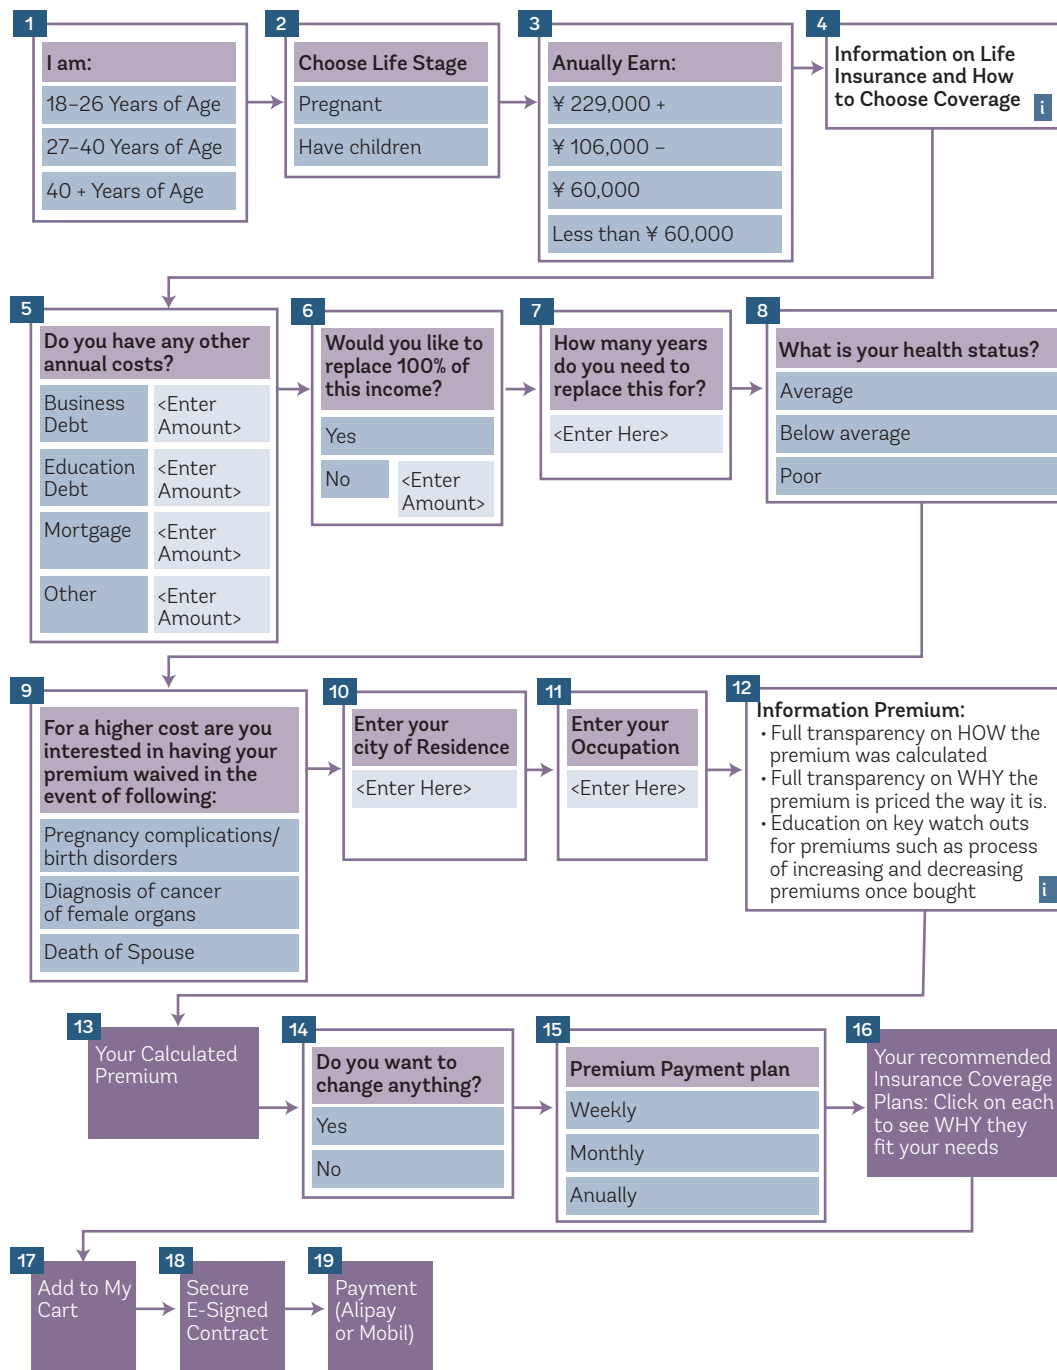 1
I am:
18–26 Years of Age
27–40 Years of Age
40 + Years of Age
2
Choose Life Stage
Pregnant
Have children
3
Anually Earn:
¥ 229,000 +
¥ 106,000 –
¥ 60,000
Less than ¥ 60,000
4
Information on Life
Insurance and How
to Choose Coverage
i
5
Do you have any other
annual costs?
Business
Debt
<Enter
Amount>
Education
Debt
<Enter
Amount>
Mortgage
<Enter
Amount>
Other
<Enter
Amount>
6
Would you like to
replace 100% of
this income?
Yes
No
<Enter
Amount>
7
How many years
do you need to
replace this for?
<Enter Here>
8
What is your health status?
Average
Below average
Poor
9
For a higher cost are you
interested in having your
premium waived in the
event of following:
Pregnancy complications/
birth disorders
Diagnosis of cancer
of female organs
Death of Spouse
10
Enter your
city of Residence
<Enter Here>
11
Enter your
Occupation
<Enter Here>
12
Information Premium:
• Full transparency on HOW the
premium was calculated
• Full transparency on WHY the
premium is priced the way it is.
• Education on key watch outs
for premiums such as process
of increasing and decreasing
premiums once bought
i
13
Your Calculated
Premium
14
Do you want to
change anything?
Yes
No
15
Premium Payment plan
Weekly
Monthly
Anually
16
Your recommended
Insurance Coverage
Plans: Click on each
to see WHY they
fit your needs
17
Add to My
Cart
18
Secure
E-Signed
Contract
19
Payment
(Alipay
or Mobil)